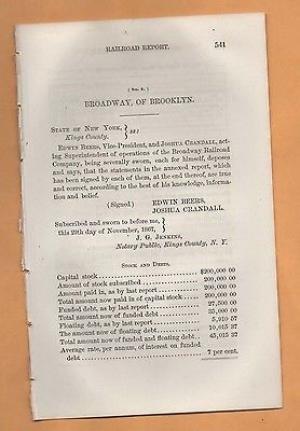 RAILROAD REPORT. 541
( No. 8. )
BROADWAY, OF BROOKLYN.
STATE OF NEW YORK, } ss:
Kings County.
EDWIN BEERS, Vice-President, and JOSHUA CRANDALL, act-
ing Superintendent of operations of the Broadway Railroad
Company, being severally sworn, each for himself, deposes
and says, that the statements in the annexed report, which
has been signed by each of them, at the end thereof, are true
and correct, according to the best of his knowledge, informa-
tion and belief.
(Signed) EDWIN BEERS,
JOSHUA CRANDALL.
Subscribed and sworn to before me, }
this 29th day of November, 1867,
J. G. JENKINS,
Notary Public, Kings County, N. Y.
STOCK AND DEBTS.
Capital stock $200,000 00
Amount of stock subscribed 200,000 00
Amount paid in, as by last report 200,000 00
Total amount now paid in of capital stock 200,000 00
Funded debt, as by last report 27,500 00
Total amount now of funded debt 35,000 00
Floating debt, as by last report 5,910 57
The amount now of floating debt 10,015 37
Total amount now of funded and floating debt 45,015 37
Average rate, per annum, of interest on funded
debt 7 per cent.